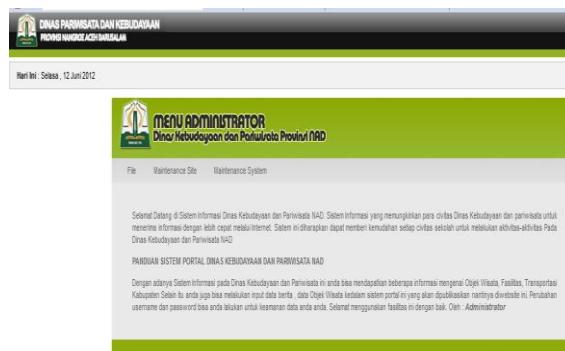 DINAS PARIWISATA DAN KEBUDAYAAN
PROVINSI NANGROE ACEH DARUSALAM
Hari Ini : Selasa , 12 Juni 2012
MENU ADMINISTRATOR
Dinas Kebudayaan dan Pariwisata Provinsi NAD
File Maintenance Site Maintenance System
Selamat Datang di Sistem Informasi Dinas Kebudayaan dan Pariwisata NAD. Sistem Informasi yang memungkinkan para civitas Dinas Kebudayaan dan pariwisata untuk
menerima informasi dengan lebih cepat melalui Internet. Sistem ini diharapkan dapat memberi kemudahan setiap civitas sekolah untuk melakukan aktivitas-aktivitas Pada
Dinas Kebudayaan dan Pariwisata NAD
PANDUAN SISTEM PORTAL DINAS KEBUDAYAAN DAN PARIWISATA NAD
Dengan adanya Sistem Informasi pada Dinas Kebudayaan dan Pariwisata ini anda bisa mendapatkan beberapa informasi mengenai Objek Wisata, Fasilitas, Transportasi
Kabupaten Selain itu anda juga bisa melakukan input data berita , data Objek Wisata kedalam sistem portal ini yang akan dipublikasikan nantinya diwebsite ini. Perubahan
username dan password bisa anda lakukan untuk keamanan data anda anda. Selamat menggunakan fasilitas ini dengan baik. Oleh : Administrator